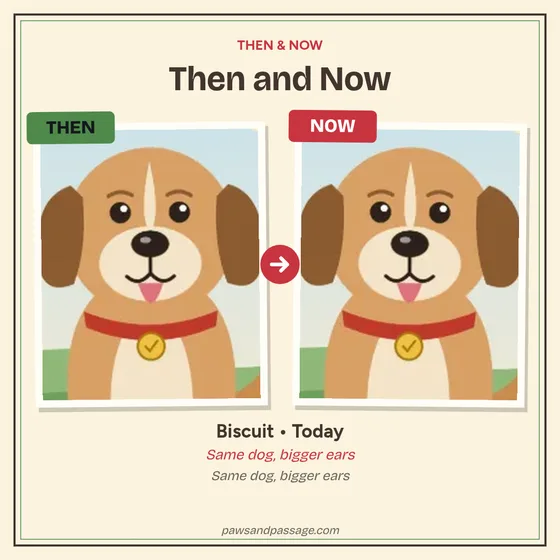 THEN & NOW
Then and Now
THEN
NOW
Biscuit • Today
Same dog, bigger ears
Same dog, bigger ears
pawsandpassage.com